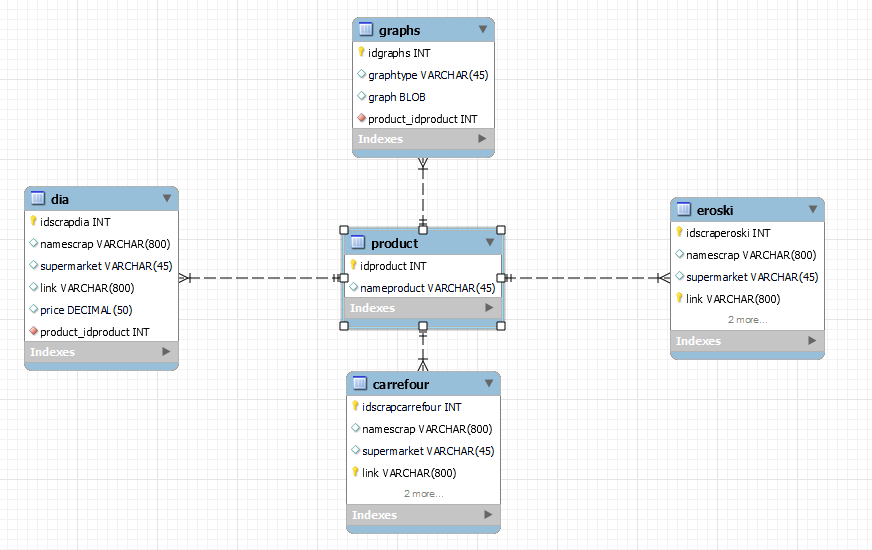 graphs
idgraphs INT
graphtype VARCHAR(45)
graph BLOB
product_idproduct INT
Indexes
dia
idscrapdia INT
namescrap VARCHAR(800)
supermarket VARCHAR(45)
link VARCHAR(800)
price DECIMAL(50)
product_idproduct INT
Indexes
product
idproduct INT
nameproduct VARCHAR(45)
Indexes
eroski
idscraperoski INT
namescrap VARCHAR(800)
supermarket VARCHAR(45)
link VARCHAR(800)
2 more...
Indexes
carrefour
idscrapcarrefour INT
namescrap VARCHAR(800)
supermarket VARCHAR(45)
link VARCHAR(800)
2 more...
Indexes